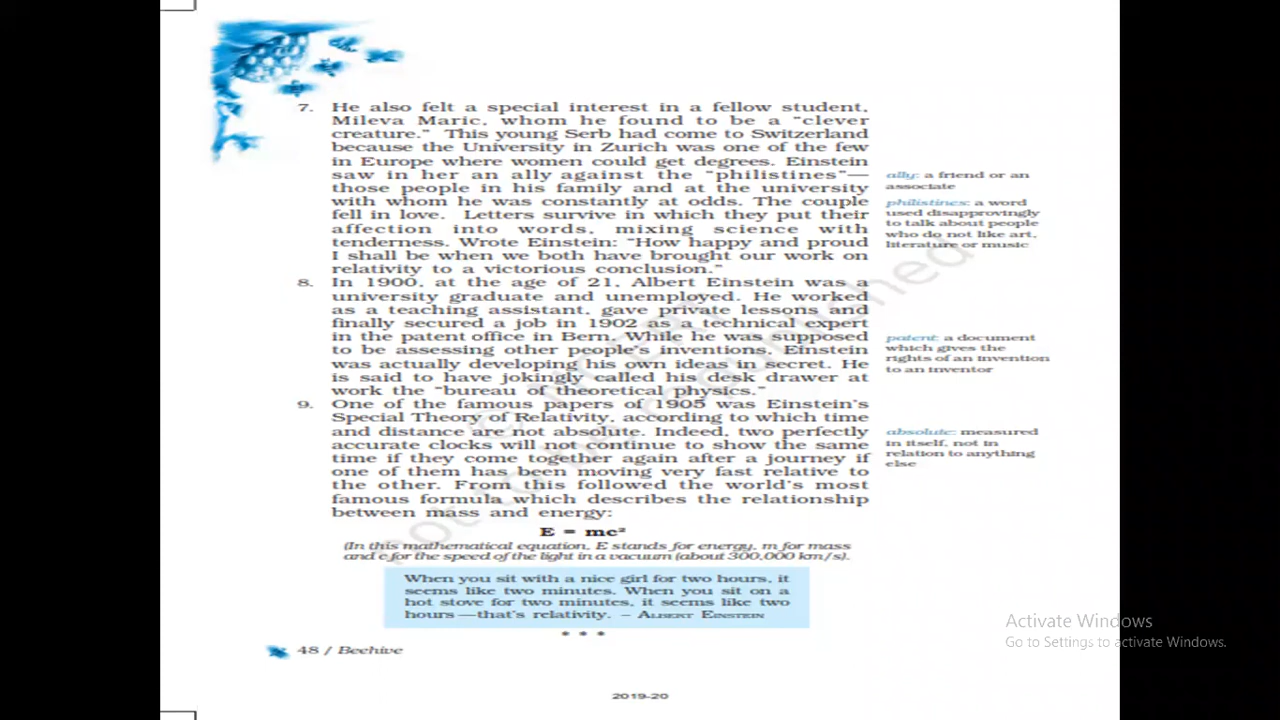 7. He also felt a special interest in a fellow student,
Mileva Maric, whom he found to be a “clever
creature.” This young Serb had come to Switzerland
because the University in Zurich was one of the few
in Europe where women could get degrees. Einstein
saw in her an ally against the “philistines”—
those people in his family and at the university
with whom he was constantly at odds. The couple
fell in love. Letters survive in which they put their
affection into words, mixing science with
tenderness. Wrote Einstein: “How happy and proud
I shall be when we both have brought our work on
relativity to a victorious conclusion.”
8. In 1900, at the age of 21, Albert Einstein was a
university graduate and unemployed. He worked
as a teaching assistant, gave private lessons and
finally secured a job in 1902 as a technical expert
in the patent office in Bern. While he was supposed
to be assessing other people’s inventions, Einstein
was actually developing his own ideas in secret. He
is said to have jokingly called his desk drawer at
work the “bureau of theoretical physics.”
9. One of the famous papers of 1905 was Einstein’s
Special Theory of Relativity, according to which time
and distance are not absolute. Indeed, two perfectly
accurate clocks will not continue to show the same
time if they come together again after a journey if
one of them has been moving very fast relative to
the other. From this followed the world’s most
famous formula which describes the relationship
between mass and energy:
E = mc²
(In this mathematical equation, E stands for energy, m for mass
and c for the speed of the light in a vacuum (about 300,000 km/s).
When you sit with a nice girl for two hours, it
seems like two minutes. When you sit on a
hot stove for two minutes, it seems like two
hours—that’s relativity. – ALBERT EINSTEIN
* * *
ally: a friend or an
associate
philistines: a word
used disapprovingly
to talk about people
who do not like art,
literature or music
patent: a document
which gives the
rights of an invention
to an inventor
absolute: measured
in itself, not in
relation to anything
else
48 / Beehive
2019-20
not to be republished
Activate Windows
Go to Settings to activate Windows.